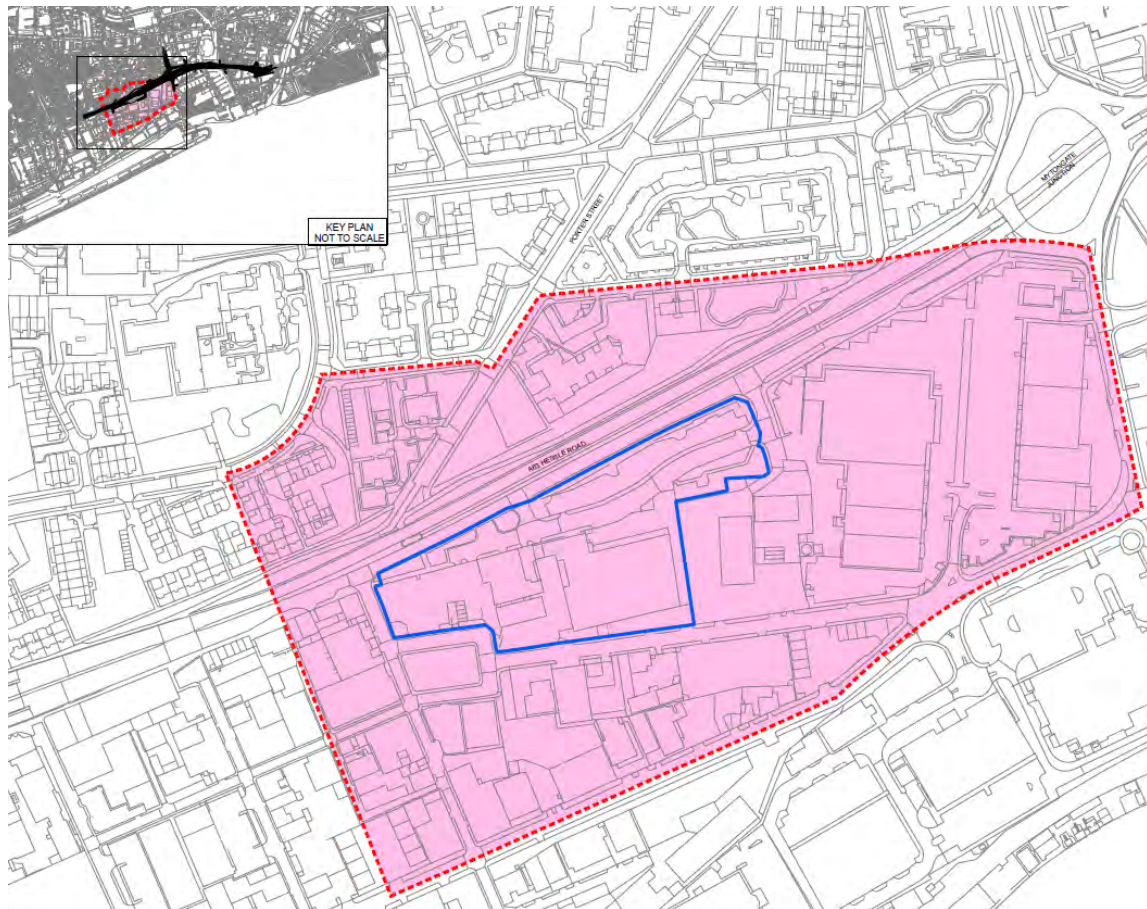 KEY PLAN
NOT TO SCALE
MYTONGATE
JUNCTION
PORTER STREET
A63 HESSLE ROAD